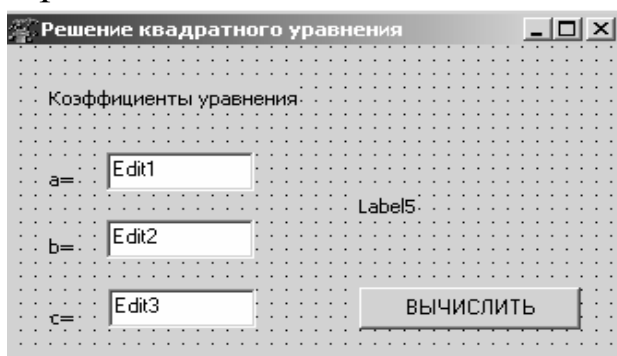 Решение квадратного уравнения
Коэффициенты уравнения
a= Edit1
Label5
b= Edit2
c= Edit3 ВЫЧИСЛИТЬ